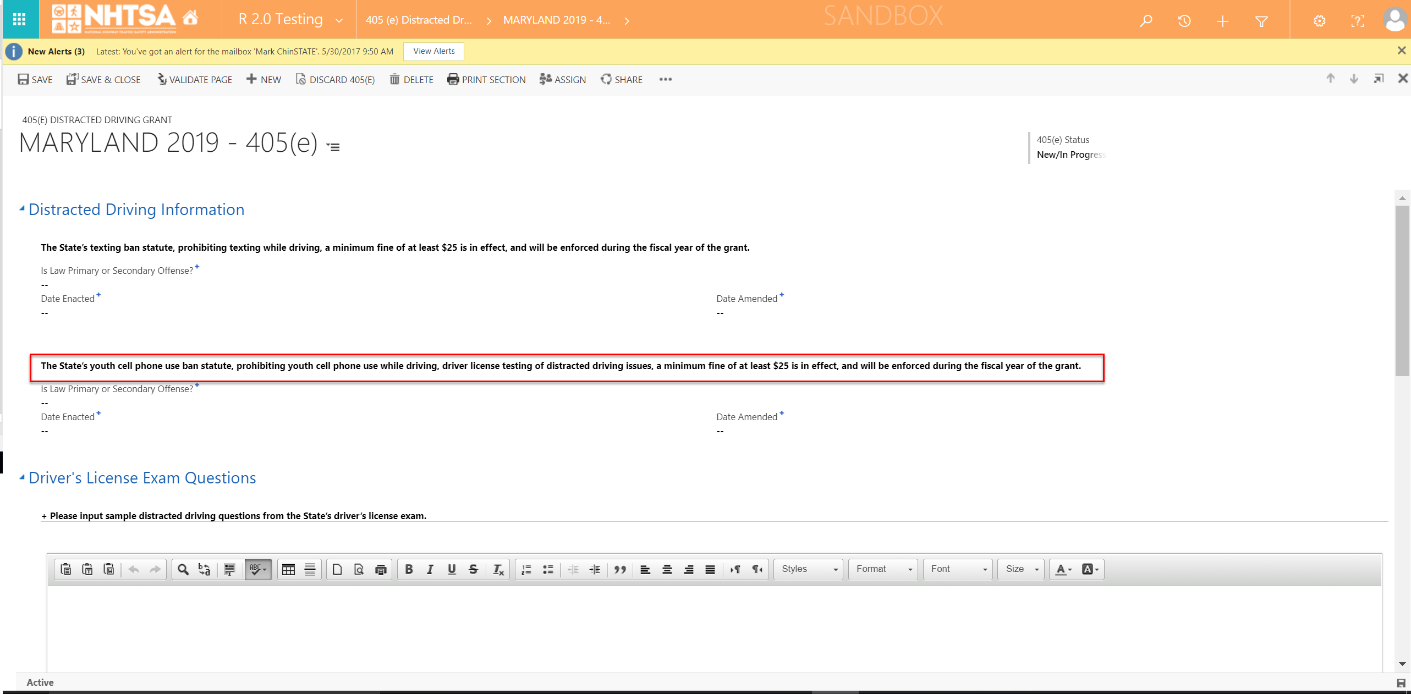 NHTSA
R 2.0 Testing
405 (e) Distracted Dr...
MARYLAND 2019 - 4...
SANDBOX
New Alerts (3) Latest: You've got an alert for the mailbox 'Mark ChinSTATE'. 5/30/2017 9:50 AM View Alerts
SAVE SAVE & CLOSE VALIDATE PAGE NEW DISCARD 405(E) DELETE PRINT SECTION ASSIGN SHARE •••
405(E) DISTRACTED DRIVING GRANT
MARYLAND 2019 - 405(e)
405(e) Status
New/In Progress
Distracted Driving Information
The State's texting ban statute, prohibiting texting while driving, a minimum fine of at least $25 is in effect, and will be enforced during the fiscal year of the grant.
Is Law Primary or Secondary Offense? +
--
Date Enacted + Date Amended +
-- --
The State's youth cell phone use ban statute, prohibiting youth cell phone use while driving, driver license testing of distracted driving issues, a minimum fine of at least $25 is in effect, and will be enforced during the fiscal year of the grant.
Is Law Primary or Secondary Offense? +
--
Date Enacted + Date Amended +
-- --
Driver's License Exam Questions
+ Please input sample distracted driving questions from the State's driver's license exam.
ABC B I U S Ix Styles Format Font Size A A
Active